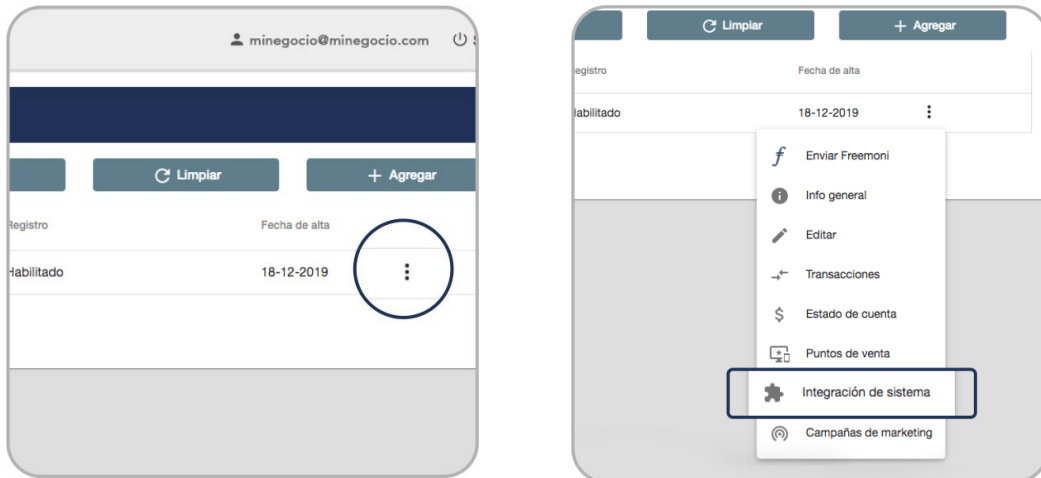 minegocio@minegocio.com
Limpiar
Agregar
Registro
Fecha de alta
Habilitado
18-12-2019
Limpiar
Agregar
egistro
Fecha de alta
Habilitado
18-12-2019
Enviar Freemoni
Info general
Editar
Transacciones
Estado de cuenta
Puntos de venta
Integración de sistema
Campañas de marketing